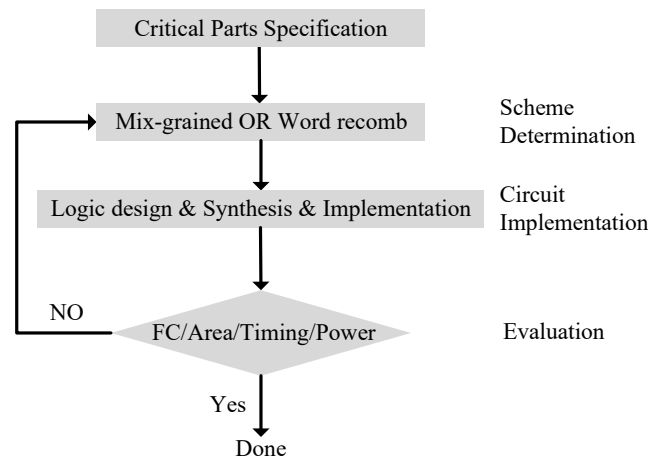 Critical Parts Specification
Mix-grained OR Word recomb
Scheme
Determination
Logic design & Synthesis & Implementation
Circuit
Implementation
NO
FC/Area/Timing/Power
Evaluation
Yes
Done